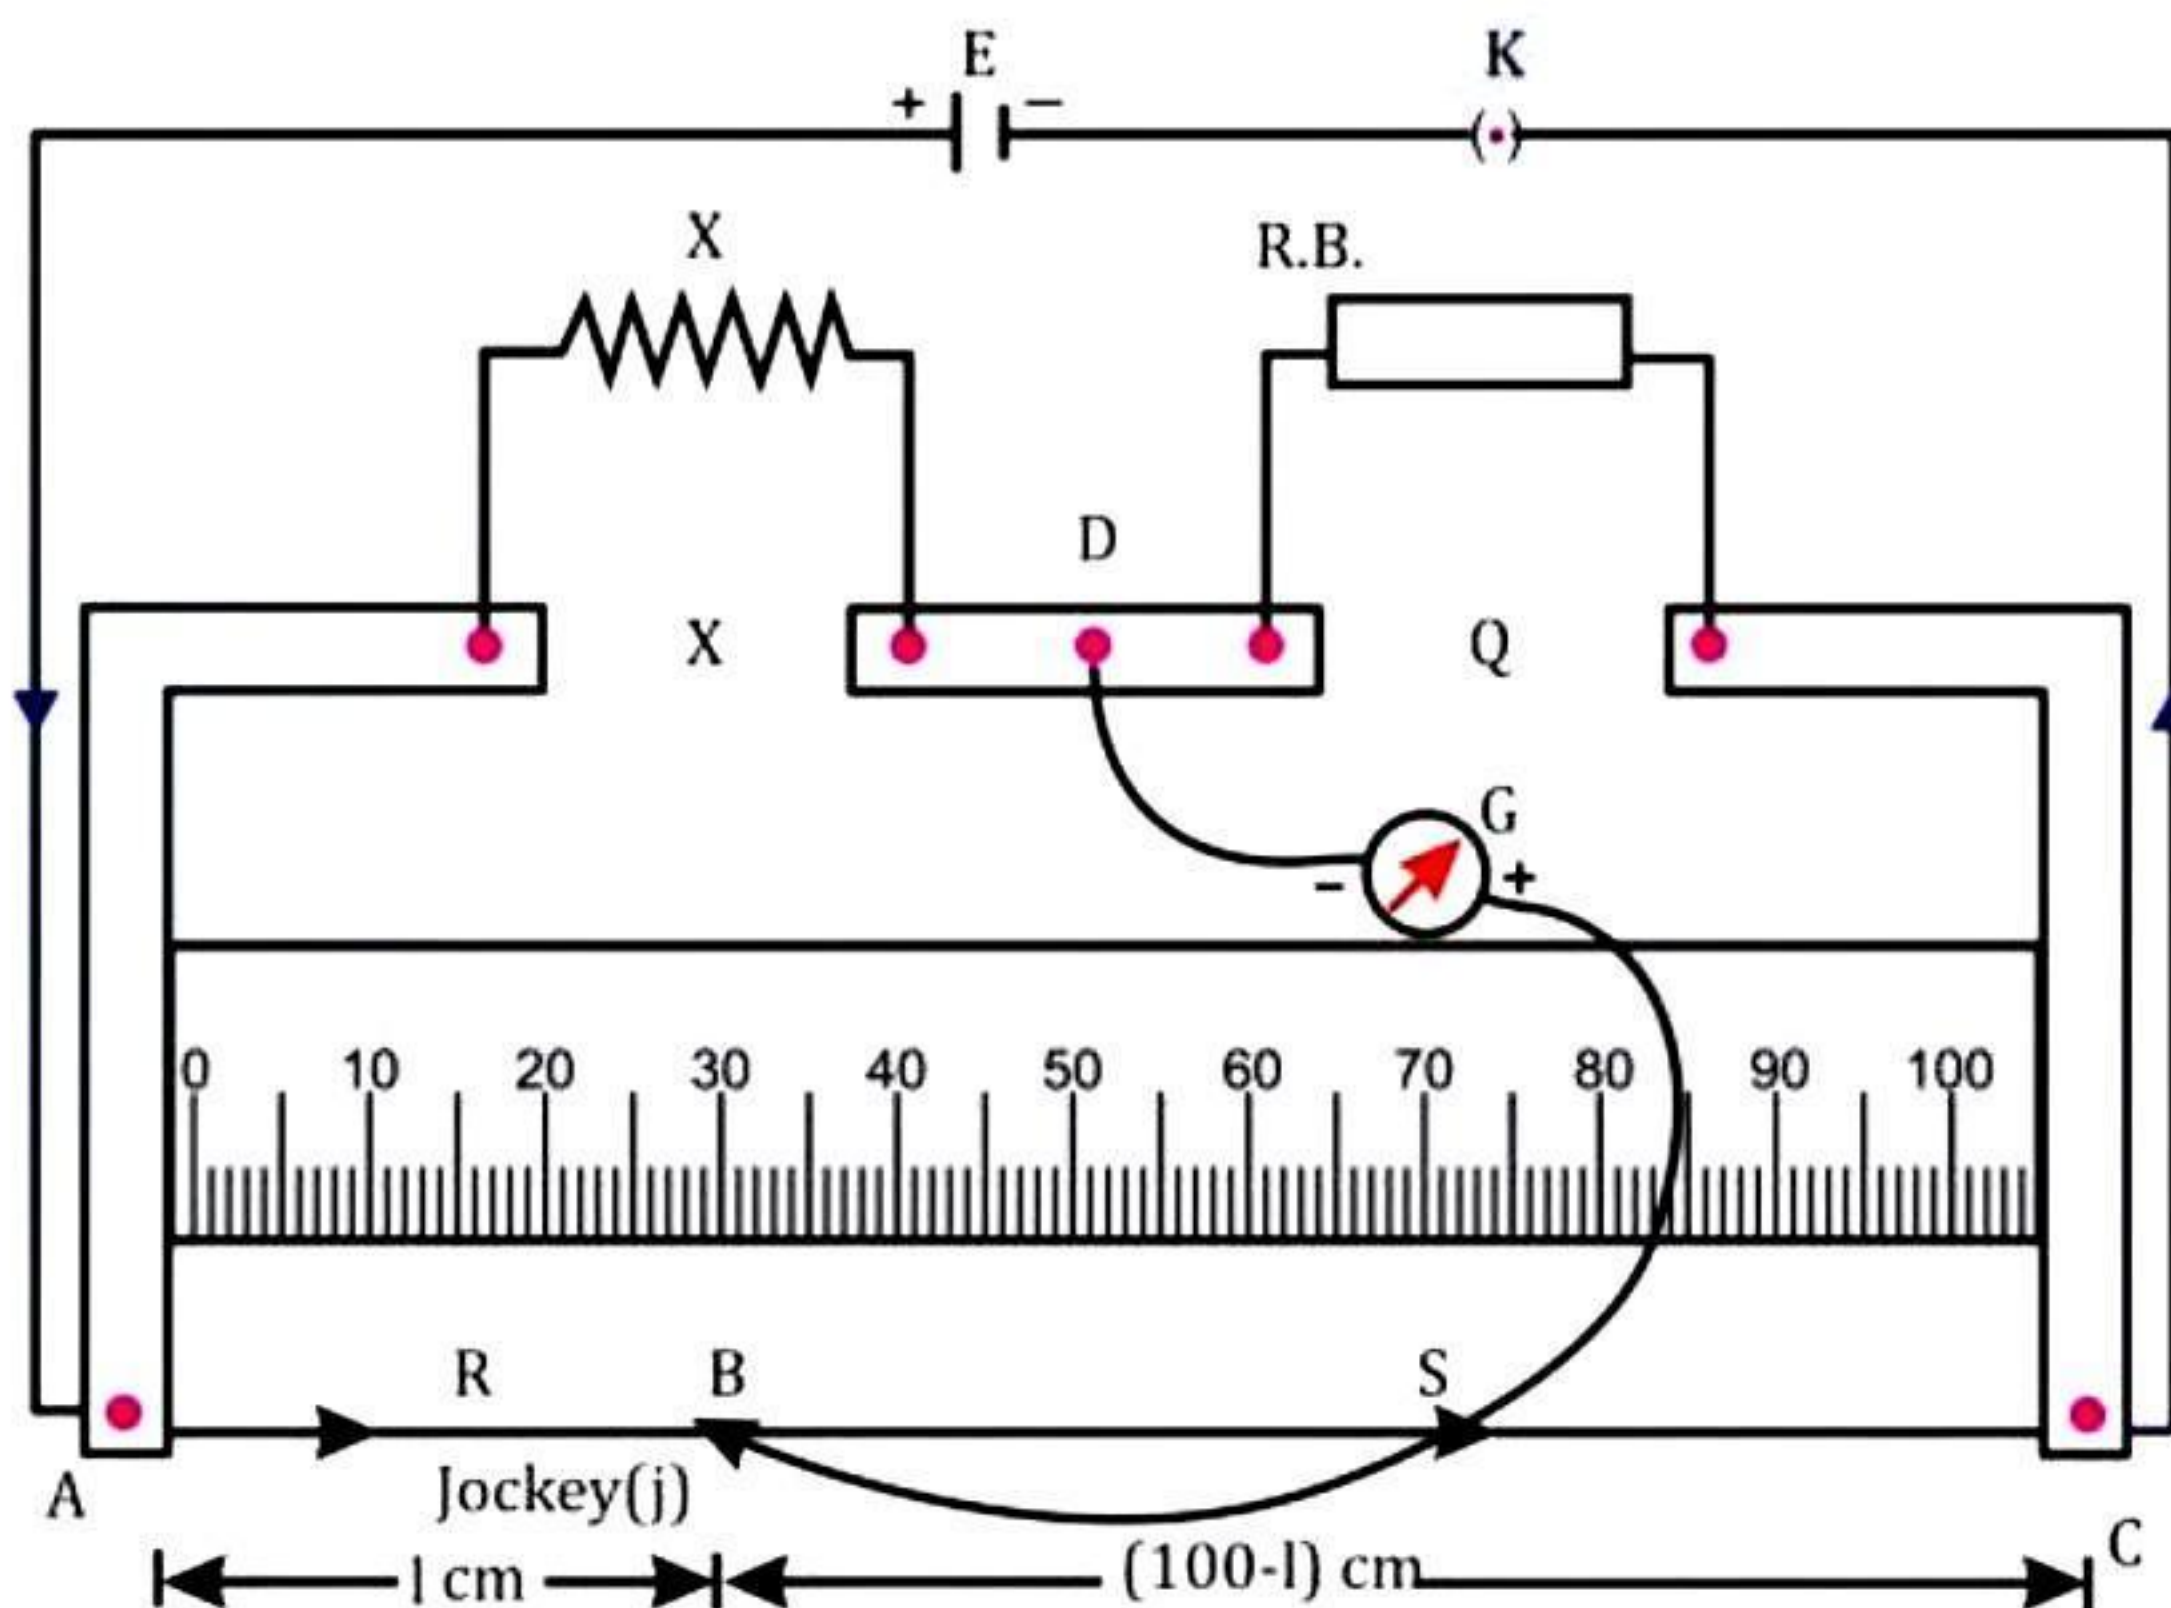 E K
+ −
X R.B.
D
X Q
G
- +
0 10 20 30 40 50 60 70 80 90 100
R B S
Jockey(j)
A C
l cm (100-l) cm